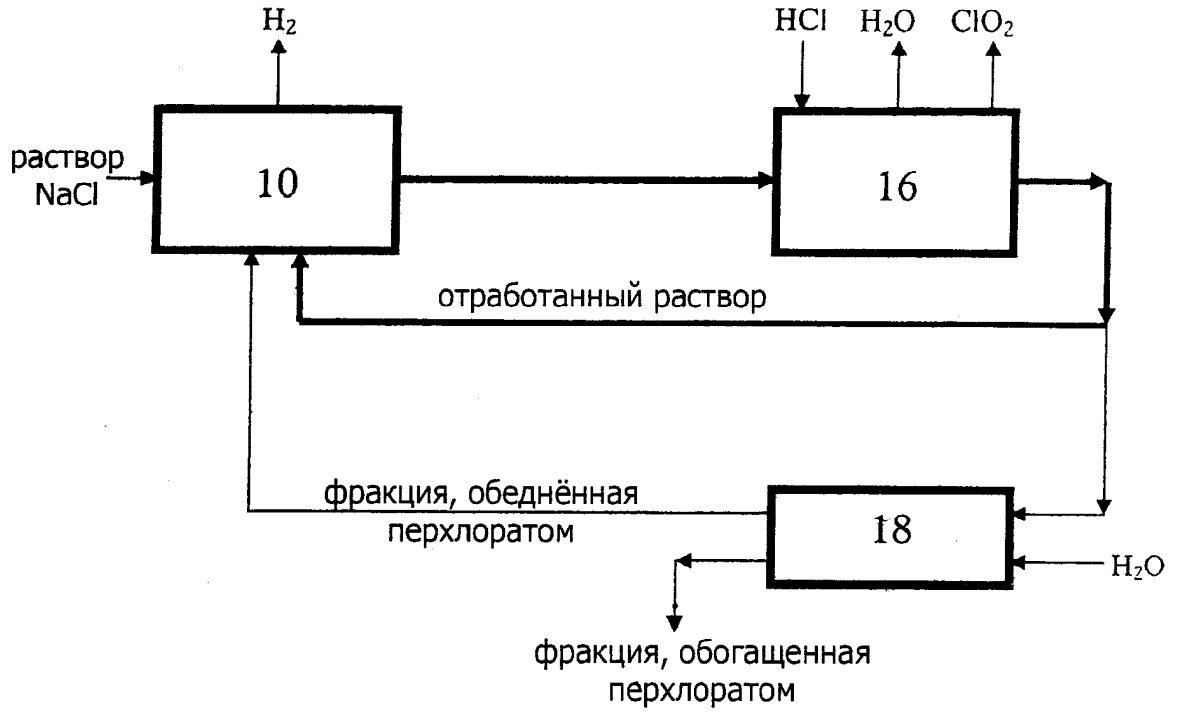 H₂
HCl H₂O ClO₂
раствор
NaCl
10
16
отработанный раствор
фракция, обеднённая
перхлоратом
18
H₂O
фракция, обогащенная
перхлоратом